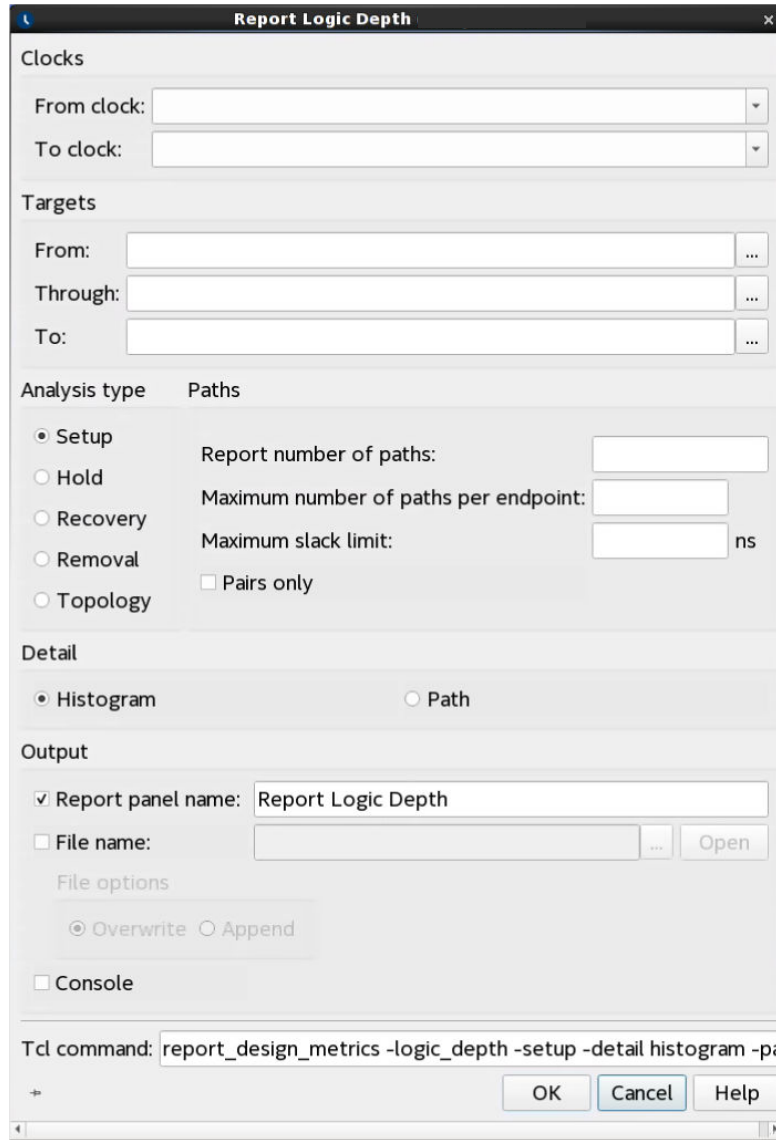 Report Logic Depth
Clocks
From clock:
To clock:
Targets
From:
...
Through:
...
To:
...
Analysis type Paths
Setup
Hold
Recovery
Removal
Topology
Report number of paths:
Maximum number of paths per endpoint:
Maximum slack limit: ns
Pairs only
Detail
Histogram Path
Output
Report panel name: Report Logic Depth
File name: ... Open
File options
Overwrite Append
Console
Tcl command: report_design_metrics -logic_depth -setup -detail histogram -pa
OK Cancel Help